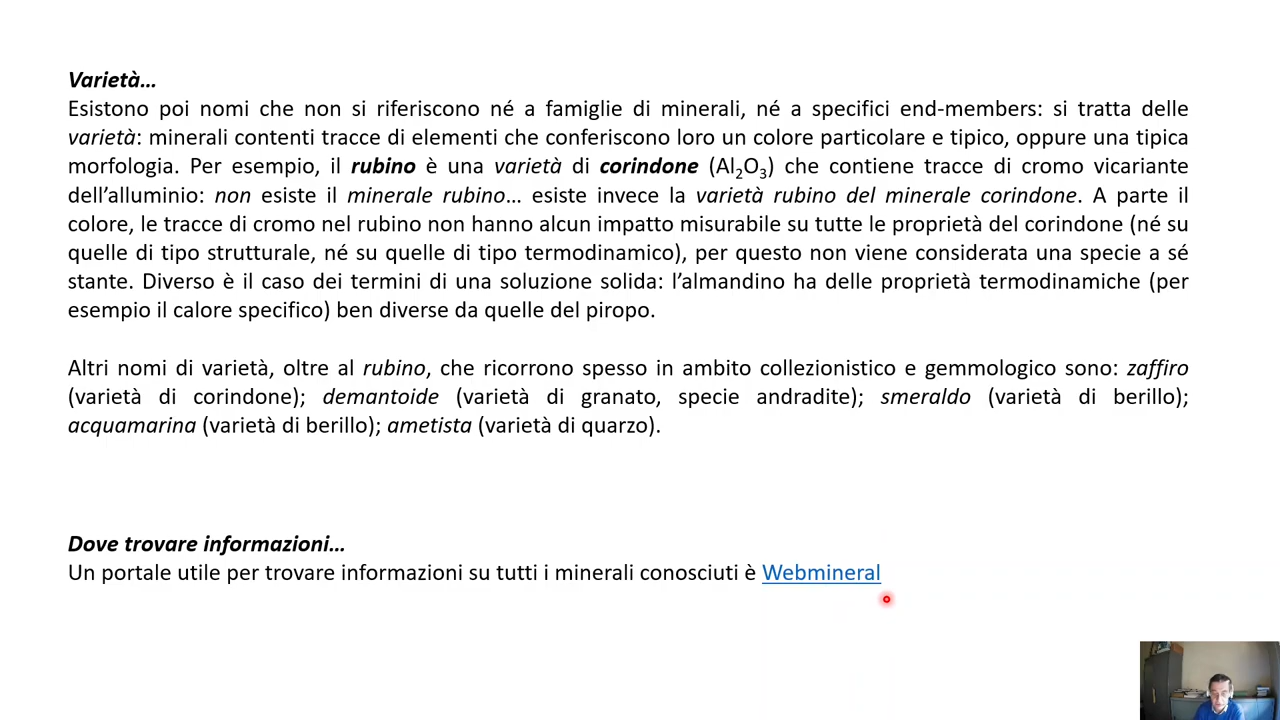 Varietà…
Esistono poi nomi che non si riferiscono né a famiglie di minerali, né a specifici end-members: si tratta delle
varietà: minerali contenti tracce di elementi che conferiscono loro un colore particolare e tipico, oppure una tipica
morfologia. Per esempio, il rubino è una varietà di corindone (Al₂O₃) che contiene tracce di cromo vicariante
dell’alluminio: non esiste il minerale rubino… esiste invece la varietà rubino del minerale corindone. A parte il
colore, le tracce di cromo nel rubino non hanno alcun impatto misurabile su tutte le proprietà del corindone (né su
quelle di tipo strutturale, né su quelle di tipo termodinamico), per questo non viene considerata una specie a sé
stante. Diverso è il caso dei termini di una soluzione solida: l’almandino ha delle proprietà termodinamiche (per
esempio il calore specifico) ben diverse da quelle del piropo.
Altri nomi di varietà, oltre al rubino, che ricorrono spesso in ambito collezionistico e gemmologico sono: zaffiro
(varietà di corindone); demantoide (varietà di granato, specie andradite); smeraldo (varietà di berillo);
acquamarina (varietà di berillo); ametista (varietà di quarzo).
Dove trovare informazioni…
Un portale utile per trovare informazioni su tutti i minerali conosciuti è Webmineral